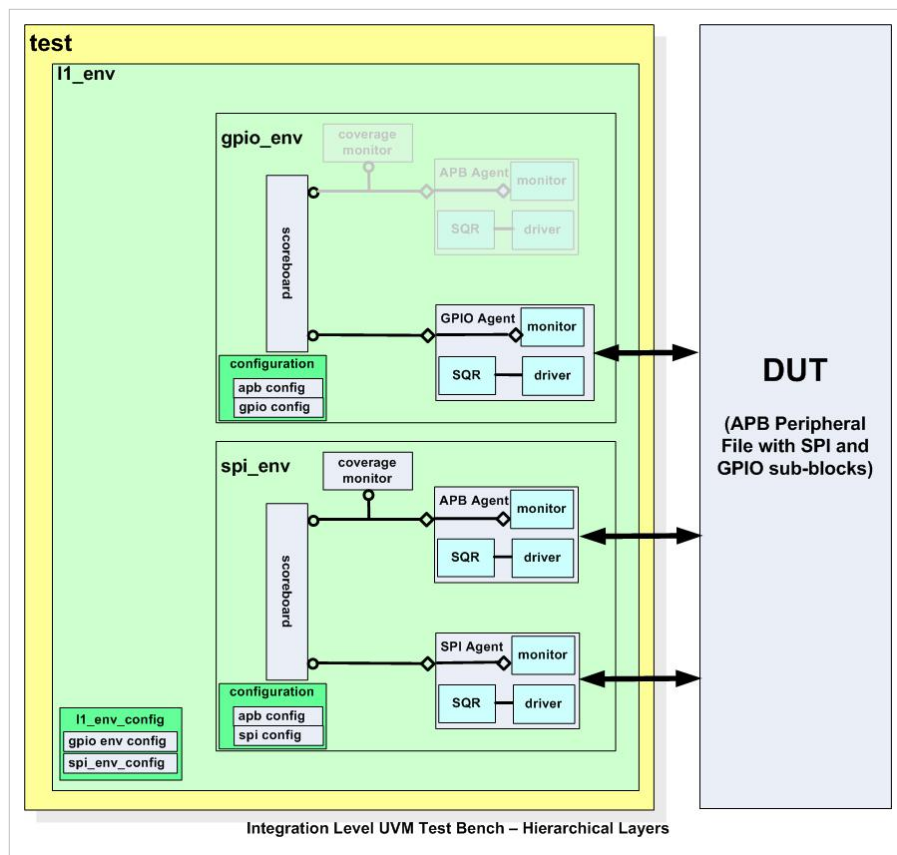 test
l1_env
gpio_env
coverage
monitor
APB Agent
monitor
SQR
driver
scoreboard
GPIO Agent
monitor
SQR
driver
configuration
apb config
gpio config
spi_env
coverage
monitor
APB Agent
monitor
SQR
driver
scoreboard
SPI Agent
monitor
SQR
driver
configuration
apb config
spi config
l1_env_config
gpio env config
spi_env_config
DUT
(APB Peripheral
File with SPI and
GPIO sub-blocks)
Integration Level UVM Test Bench – Hierarchical Layers